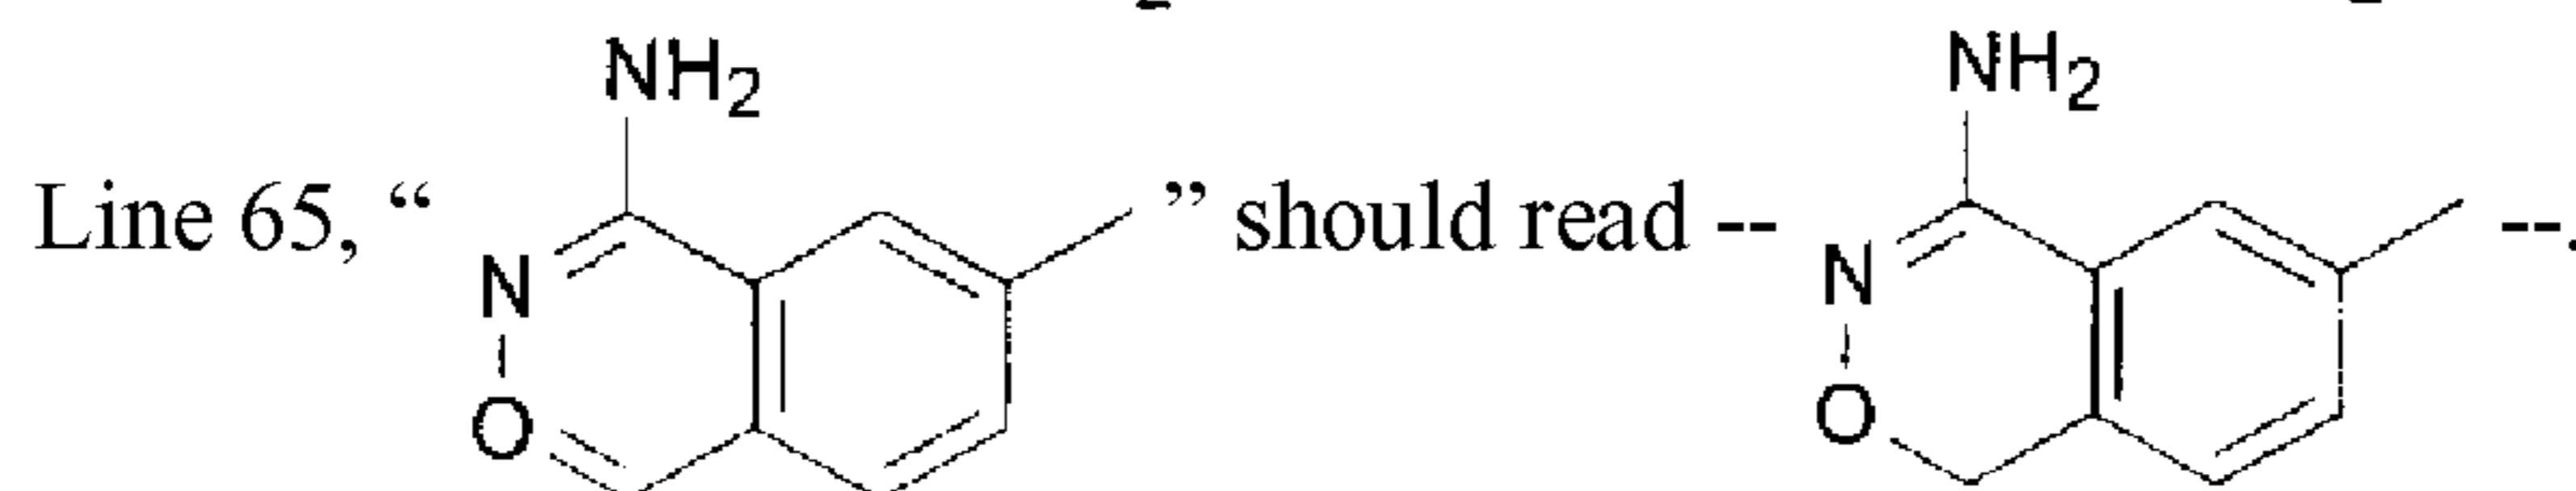 NH2 NH2
Line 65, “ ” should read -- --.
N N
O O